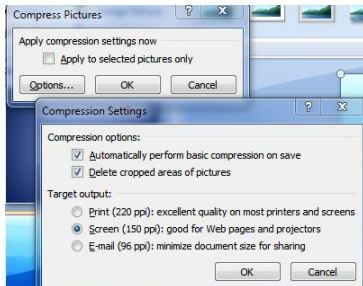 Compress Pictures
Apply compression settings now
Apply to selected pictures only
Options... OK Cancel
Compression Settings
Compression options:
Automatically perform basic compression on save
Delete cropped areas of pictures
Target output:
Print (220 ppi): excellent quality on most printers and screens
Screen (150 ppi): good for Web pages and projectors
E-mail (96 ppi): minimize document size for sharing
OK Cancel